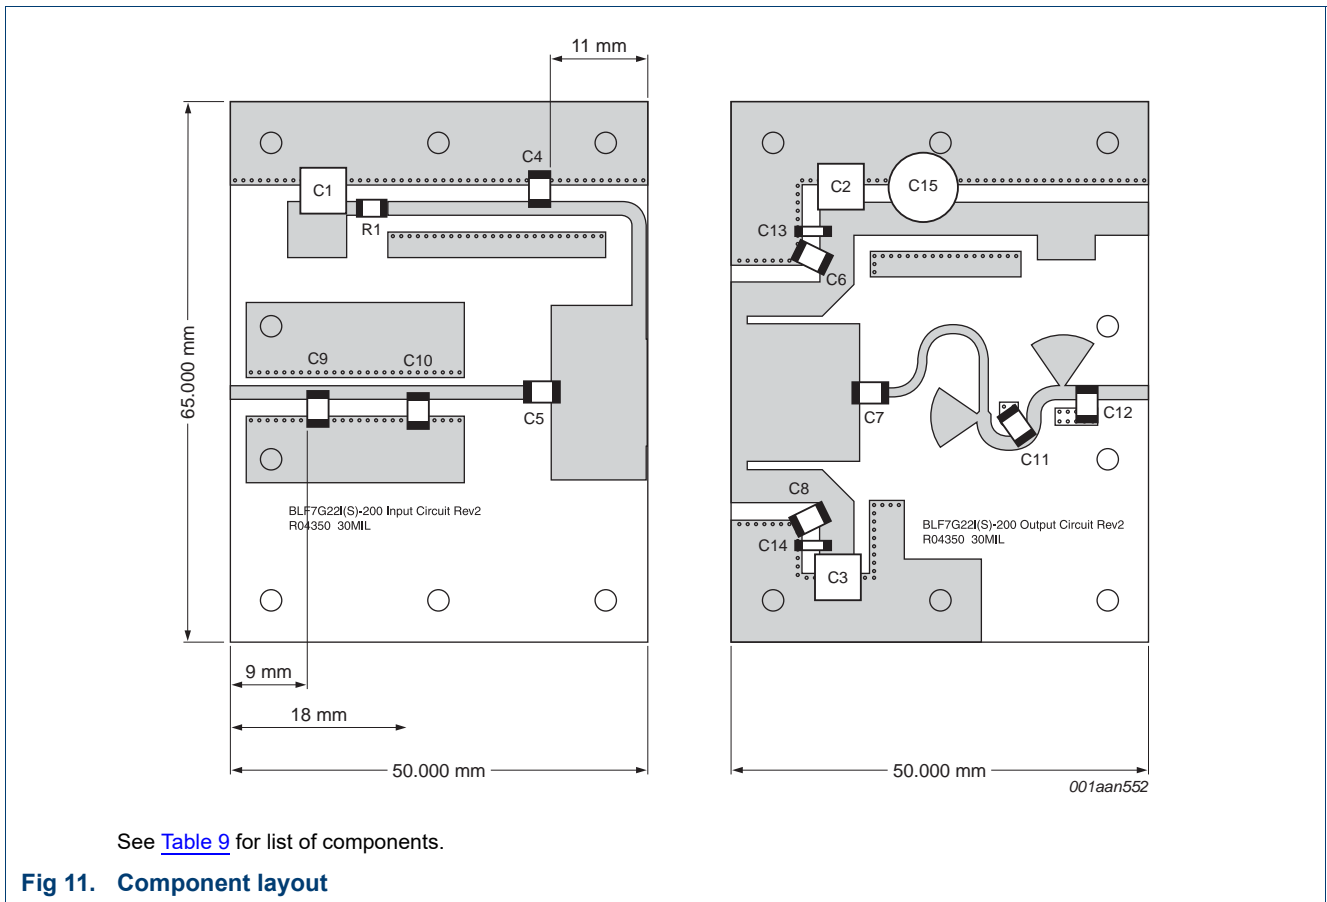 11 mm
C4
C1
R1
C2
C15
C13
C6
65.000 mm
C9
C10
C5
C7
C12
C11
BLF7G22l(S)-200 Input Circuit Rev2
R04350 30MIL
C8
C14
C3
BLF7G22l(S)-200 Output Circuit Rev2
R04350 30MIL
9 mm
18 mm
50.000 mm
50.000 mm
001aan552
See Table 9 for list of components.
Fig 11. Component layout